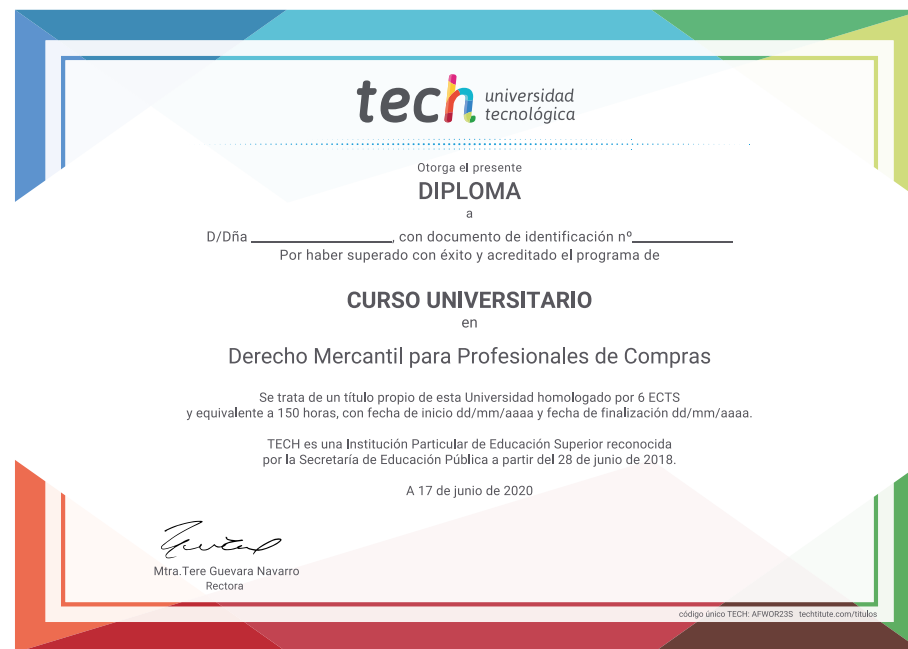 tech universidad
tecnológica
Otorga el presente
DIPLOMA
a
D/Dña ____________________, con documento de identificación nº______________
Por haber superado con éxito y acreditado el programa de
CURSO UNIVERSITARIO
en
Derecho Mercantil para Profesionales de Compras
Se trata de un título propio de esta Universidad homologado por 6 ECTS
y equivalente a 150 horas, con fecha de inicio dd/mm/aaaa y fecha de finalización dd/mm/aaaa.
TECH es una Institución Particular de Educación Superior reconocida
por la Secretaría de Educación Pública a partir del 28 de junio de 2018.
A 17 de junio de 2020
Mtra.Tere Guevara Navarro
Rectora
código único TECH: AFWOR23S techtitute.com/titulos